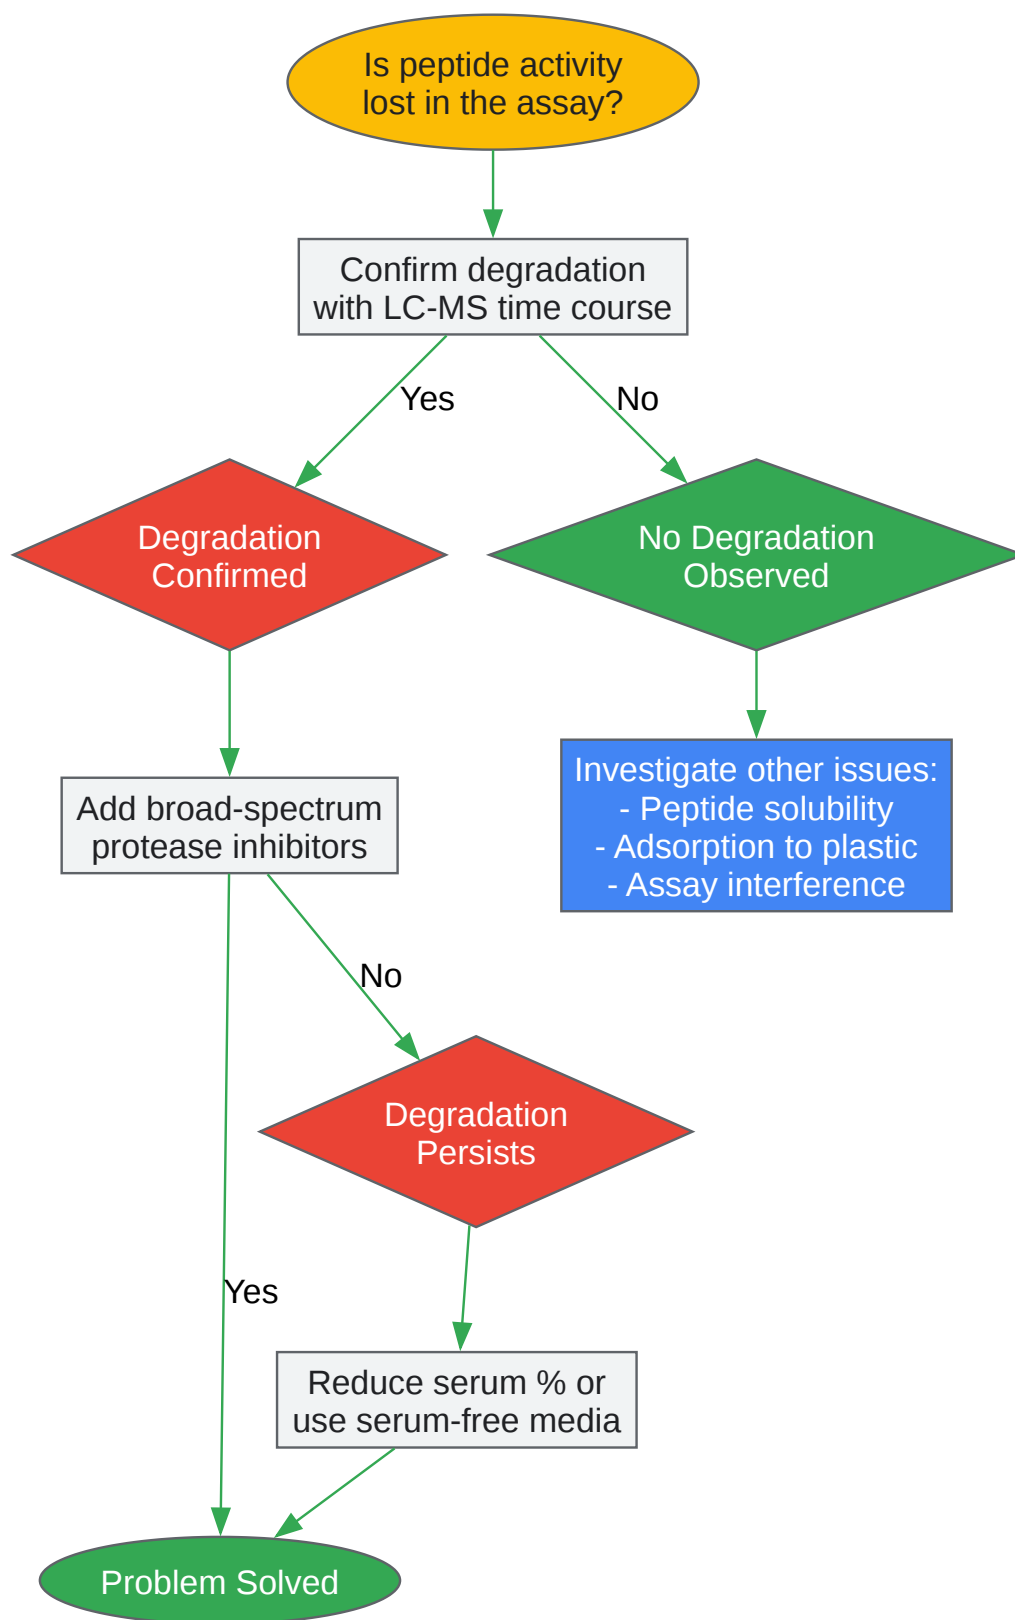 Is peptide activity
lost in the assay?
Confirm degradation
with LC-MS time course
Yes
No
Degradation
Confirmed
No Degradation
Observed
Investigate other issues:
- Peptide solubility
- Adsorption to plastic
- Assay interference
Add broad-spectrum
protease inhibitors
No
Degradation
Persists
Yes
Reduce serum % or
use serum-free media
Problem Solved